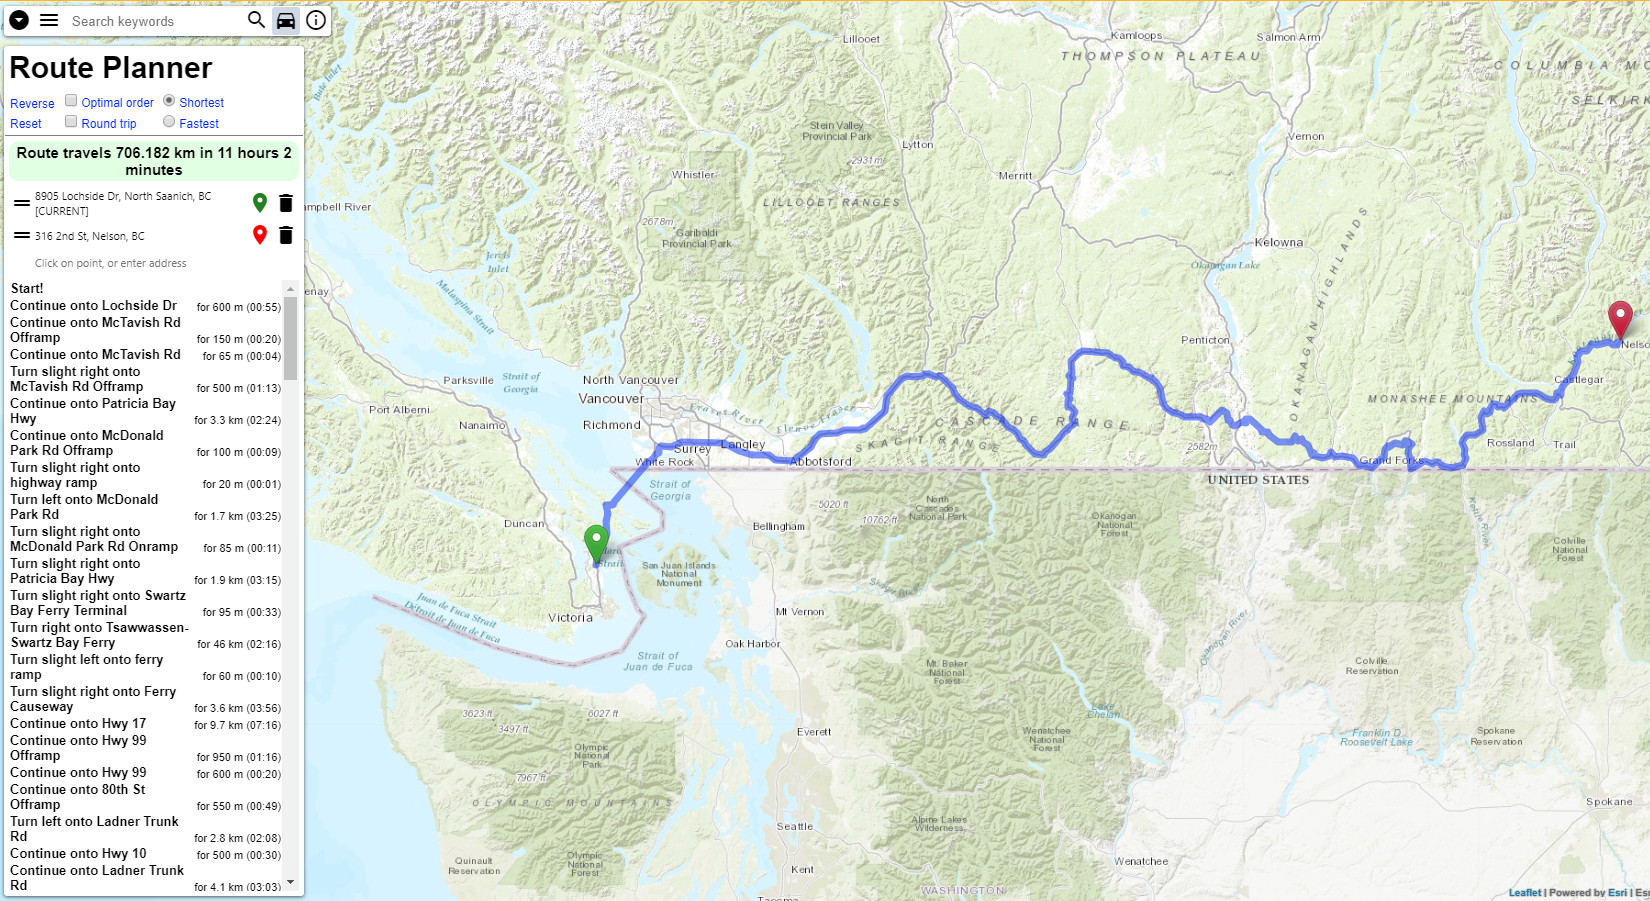 Search keywords
Route Planner
Reverse
Optimal order
Shortest
Reset
Round trip
Fastest
Route travels 706.182 km in 11 hours 2
minutes
8905 Lochside Dr, North Saanich, BC
[CURRENT]
316 2nd St, Nelson, BC
Click on point, or enter address
Start!
Continue onto Lochside Dr for 600 m (00:55)
Continue onto McTavish Rd
Offramp for 150 m (00:20)
Continue onto McTavish Rd for 65 m (00:04)
Turn slight right onto
McTavish Rd Offramp for 500 m (01:13)
Continue onto Patricia Bay
Hwy for 3.3 km (02:24)
Continue onto McDonald
Park Rd Offramp for 100 m (00:09)
Turn slight right onto
highway ramp for 20 m (00:01)
Turn left onto McDonald
Park Rd for 1.7 km (03:25)
Turn slight right onto
McDonald Park Rd Onramp for 85 m (00:11)
Turn slight right onto
Patricia Bay Hwy for 1.9 km (03:15)
Turn slight right onto Swartz
Bay Ferry Terminal for 95 m (00:33)
Turn right onto Tsawwassen-
Swartz Bay Ferry for 46 km (02:16)
Turn slight left onto ferry
ramp for 60 m (00:10)
Turn slight right onto Ferry
Causeway for 3.6 km (03:56)
Continue onto Hwy 17 for 9.7 km (07:16)
Continue onto Hwy 99
Offramp for 950 m (01:16)
Continue onto Hwy 99 for 600 m (00:20)
Continue onto 80th St
Offramp for 550 m (00:49)
Turn left onto Ladner Trunk
Rd for 2.8 km (02:08)
Continue onto Hwy 10 for 500 m (00:30)
Continue onto Ladner Trunk
Rd for 4.1 km (03:03)
Bute Inlet
Lillooet
Kamloops
Salmon Arm
THOMPSON PLATEAU
COLUMBIA MO
SELKIRK
Stein Valley
Provincial Park
2931m
Lytton
Vernon
Whistler
Merritt
mpbell River
LILLOOET RANGES
2678m
Garibaldi
Provincial Park
Jervis
Inlet
Kelowna
Okanagan Lake
OKANAGAN HIGHLANDS
Malaspina Strait
enay
Penticton
Nelso
Parksville
Strait of
Georgia
North Vancouver
Vancouver
Castlegar
Port Alberni
Fraser River
Eleven Fraser
MONASHEE MOUNTAINS
Nanaimo
Richmond
CASCADE RANGE
SKAGIT RANGE
Surrey
Langley
2582m
Rossland
Trail
White Rock
Abbotsford
Grand Forks
UNITED STATES
Strait of
Georgia
5020 ft
10762 ft
North
Cascades
National Park
Okanogan
National
Forest
Kettle River
Duncan
Bellingham
Haro
Strait
Colville
National
Forest
San Juan Islands
National
Monument
Skagit River
Juan de Fuca Strait
Détroit de Juan de Fuca
Victoria
Mt Vernon
Okanogan River
Oak Harbor
Strait of
Juan de Fuca
Mt. Baker
National
Forest
Colville
Reservation
3623 ft
6027 ft
3497 ft
Lake
Chelan
Everett
Wenatchee
National
Forest
Franklin D.
Roosevelt Lake
Spokane
Reservation
Olympic
National
Park
7967 ft
OLYMPIC MOUNTAINS
Spokane
Seattle
Alpine Lakes
Wilderness
Quinault
Reservation
Olympic
National
Forest
Kent
Wenatchee
WASHINGTON
Tacoma
Leaflet | Powered by Esri | Esr